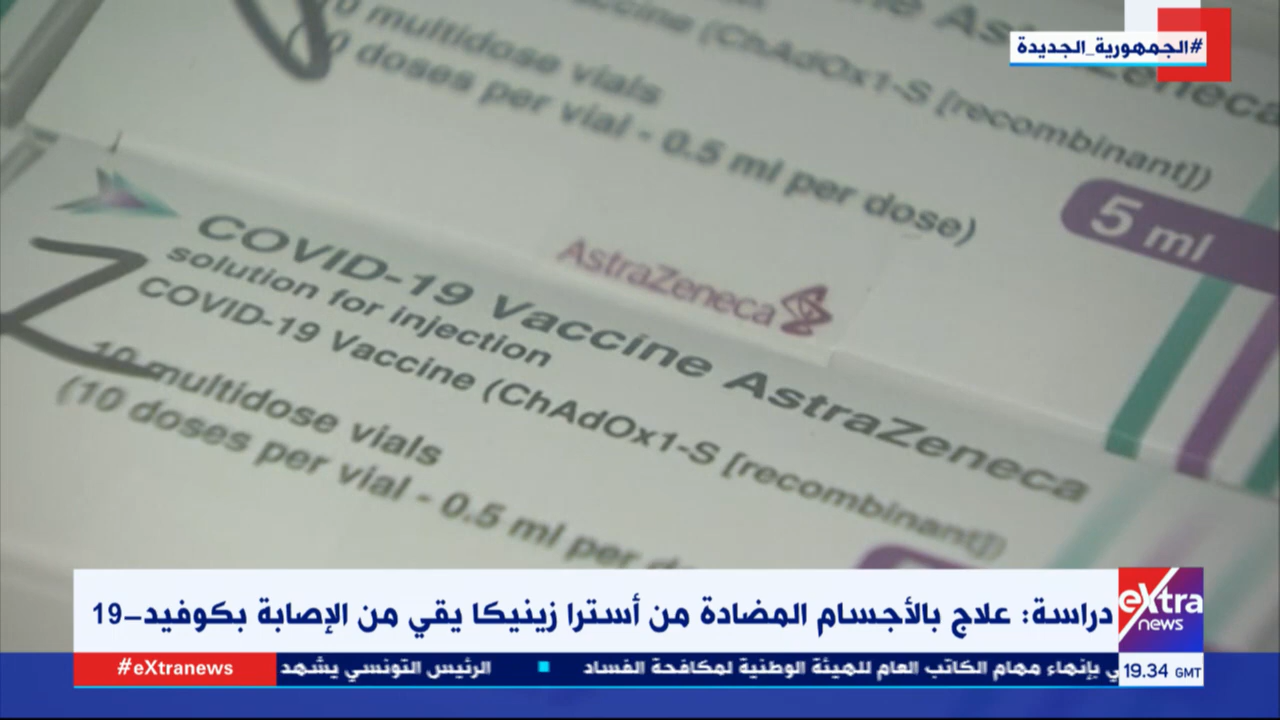 #الجمهورية_الجديدة
AstraZeneca
0 multidose vials
Vaccine (ChAdOx1-S [recombinant])
0 doses per vial - 0.5 ml per dose)
5 ml
AstraZeneca
COVID-19 Vaccine AstraZeneca
solution for injection
COVID-19 Vaccine (ChAdOx1-S [recombinant])
10 multidose vials
(10 doses per vial - 0.5 ml per do
دراسة: علاج بالأجسام المضادة من أسترا زينيكا يقي من الإصابة بكوفيد-19
eXtra
news
#eXtranews
ي بإنهاء مهام الكاتب العام للهيئة الوطنية لمكافحة الفساد
الرئيس التونسي يشهد
19.34 GMT